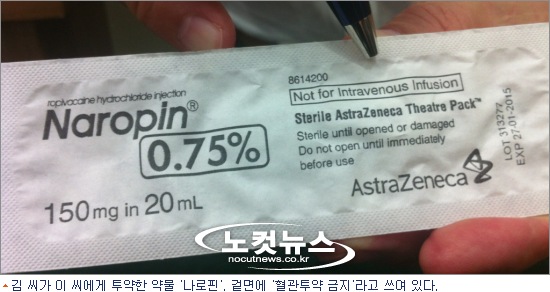 ropivacaine hydrochloride injection
Naropin®
0.75%
150 mg in 20 mL
8614200
Not for Intravenous Infusion
Sterile AstraZeneca Theatre Pack™
Sterile until opened or damaged
Do not open until immediately
before use
AstraZeneca
LOT 313277
EXP 27-01-2015
노컷뉴스
nocutnews.co.kr
김 씨가 이 씨에게 투약한 약물 '나로핀', 겉면에 '혈관투약 금지'라고 쓰여 있다.